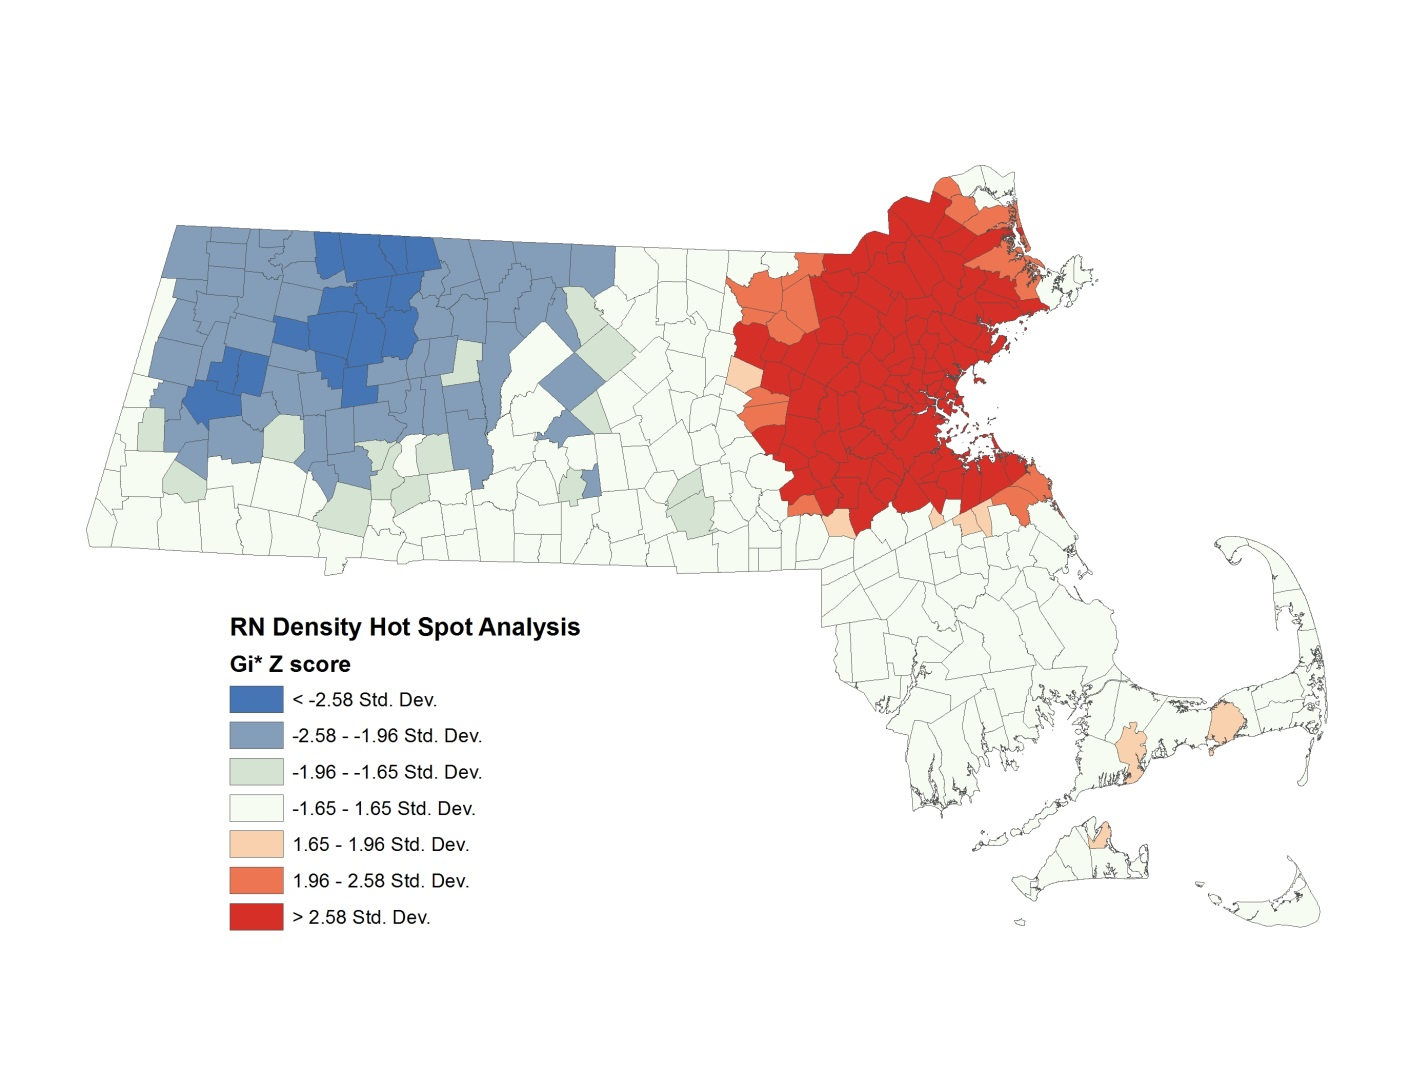 RN Density Hot Spot Analysis
Gi* Z score
< -2.58 Std. Dev.
-2.58 - -1.96 Std. Dev.
-1.96 - -1.65 Std. Dev.
-1.65 - 1.65 Std. Dev.
1.65 - 1.96 Std. Dev.
1.96 - 2.58 Std. Dev.
> 2.58 Std. Dev.